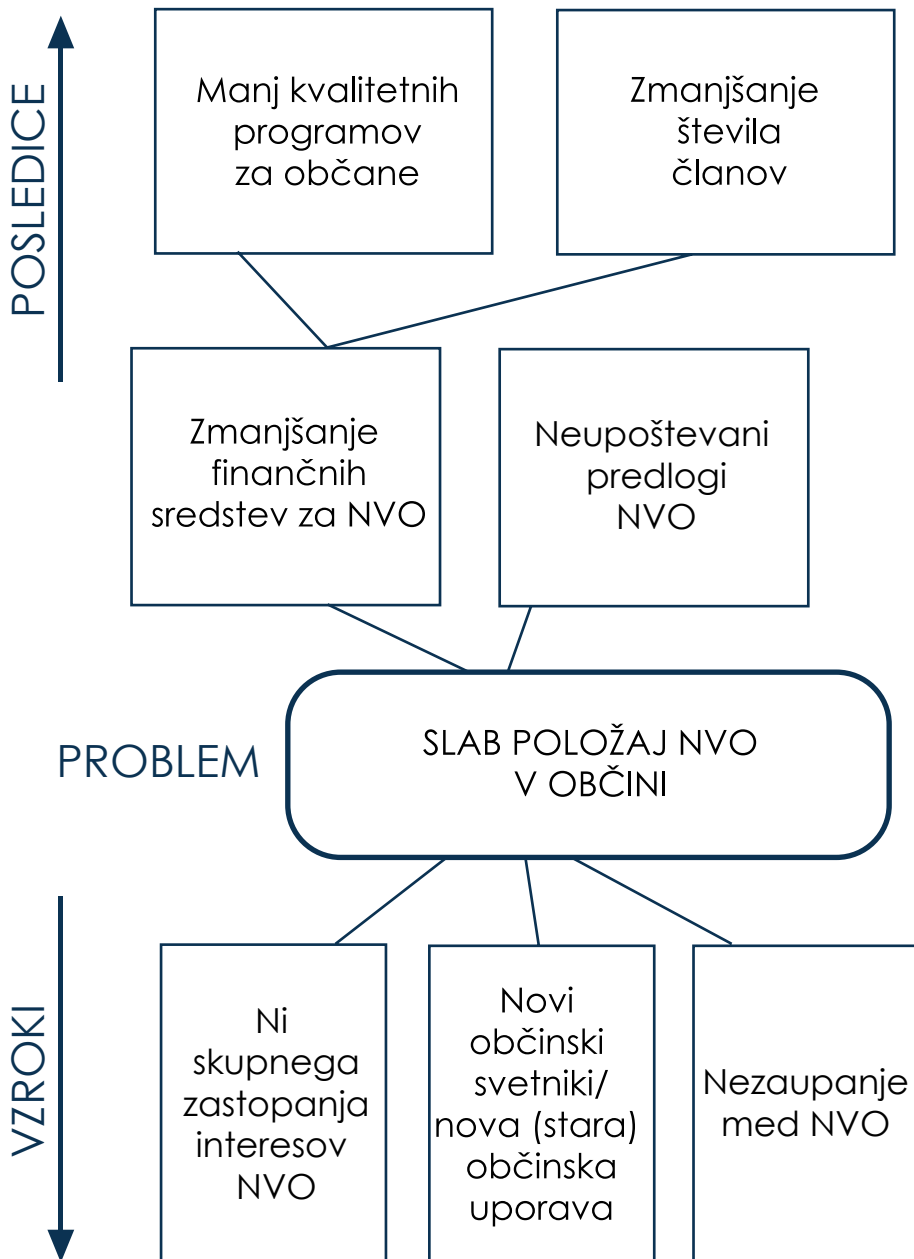 POSLEDICE
Manj kvalitetnih
programov
za občane
Zmanjšanje
števila
članov
Zmanjšanje
finančnih
sredstev za NVO
Neupoštevani
predlogi
NVO
PROBLEM
SLAB POLOŽAJ NVO
V OBČINI
VZROKI
Ni
skupnega
zastopanja
interesov
NVO
Novi
občinski
svetniki/
nova (stara)
občinska
uporava
Nezaupanje
med NVO